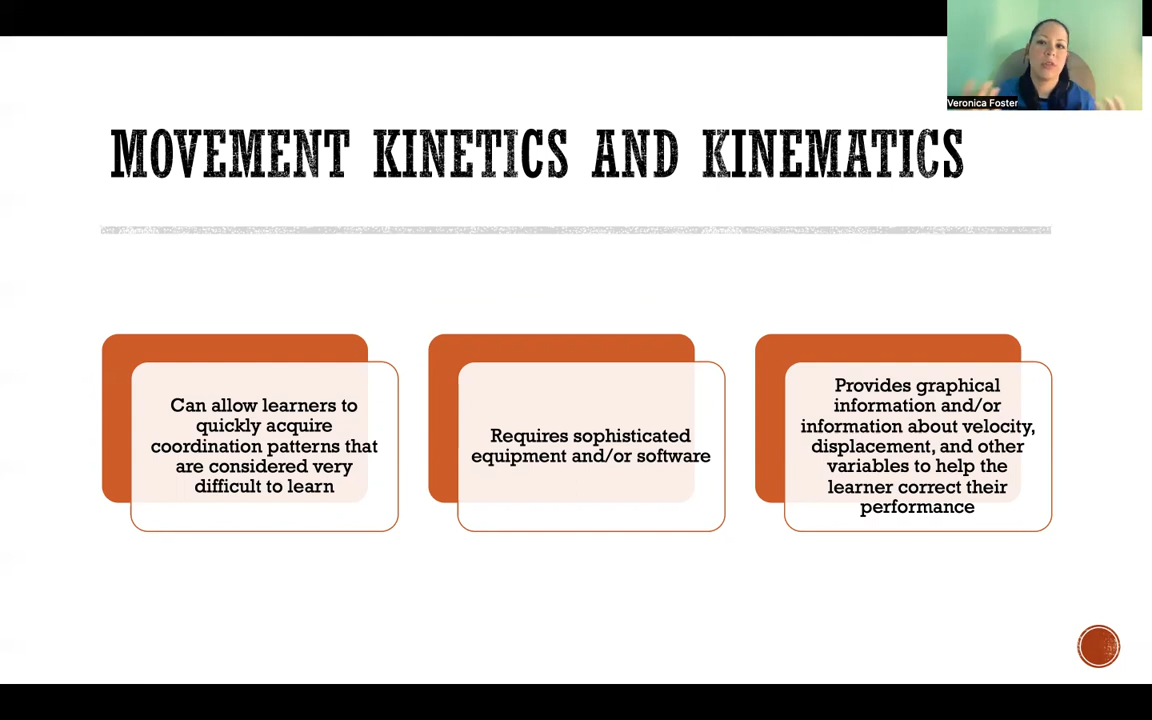 Veronica Foster
MOVEMENT KINETICS AND KINEMATICS
Can allow learners to
quickly acquire
coordination patterns that
are considered very
difficult to learn
Requires sophisticated
equipment and/or software
Provides graphical
information and/or
information about velocity,
displacement, and other
variables to help the
learner correct their
performance